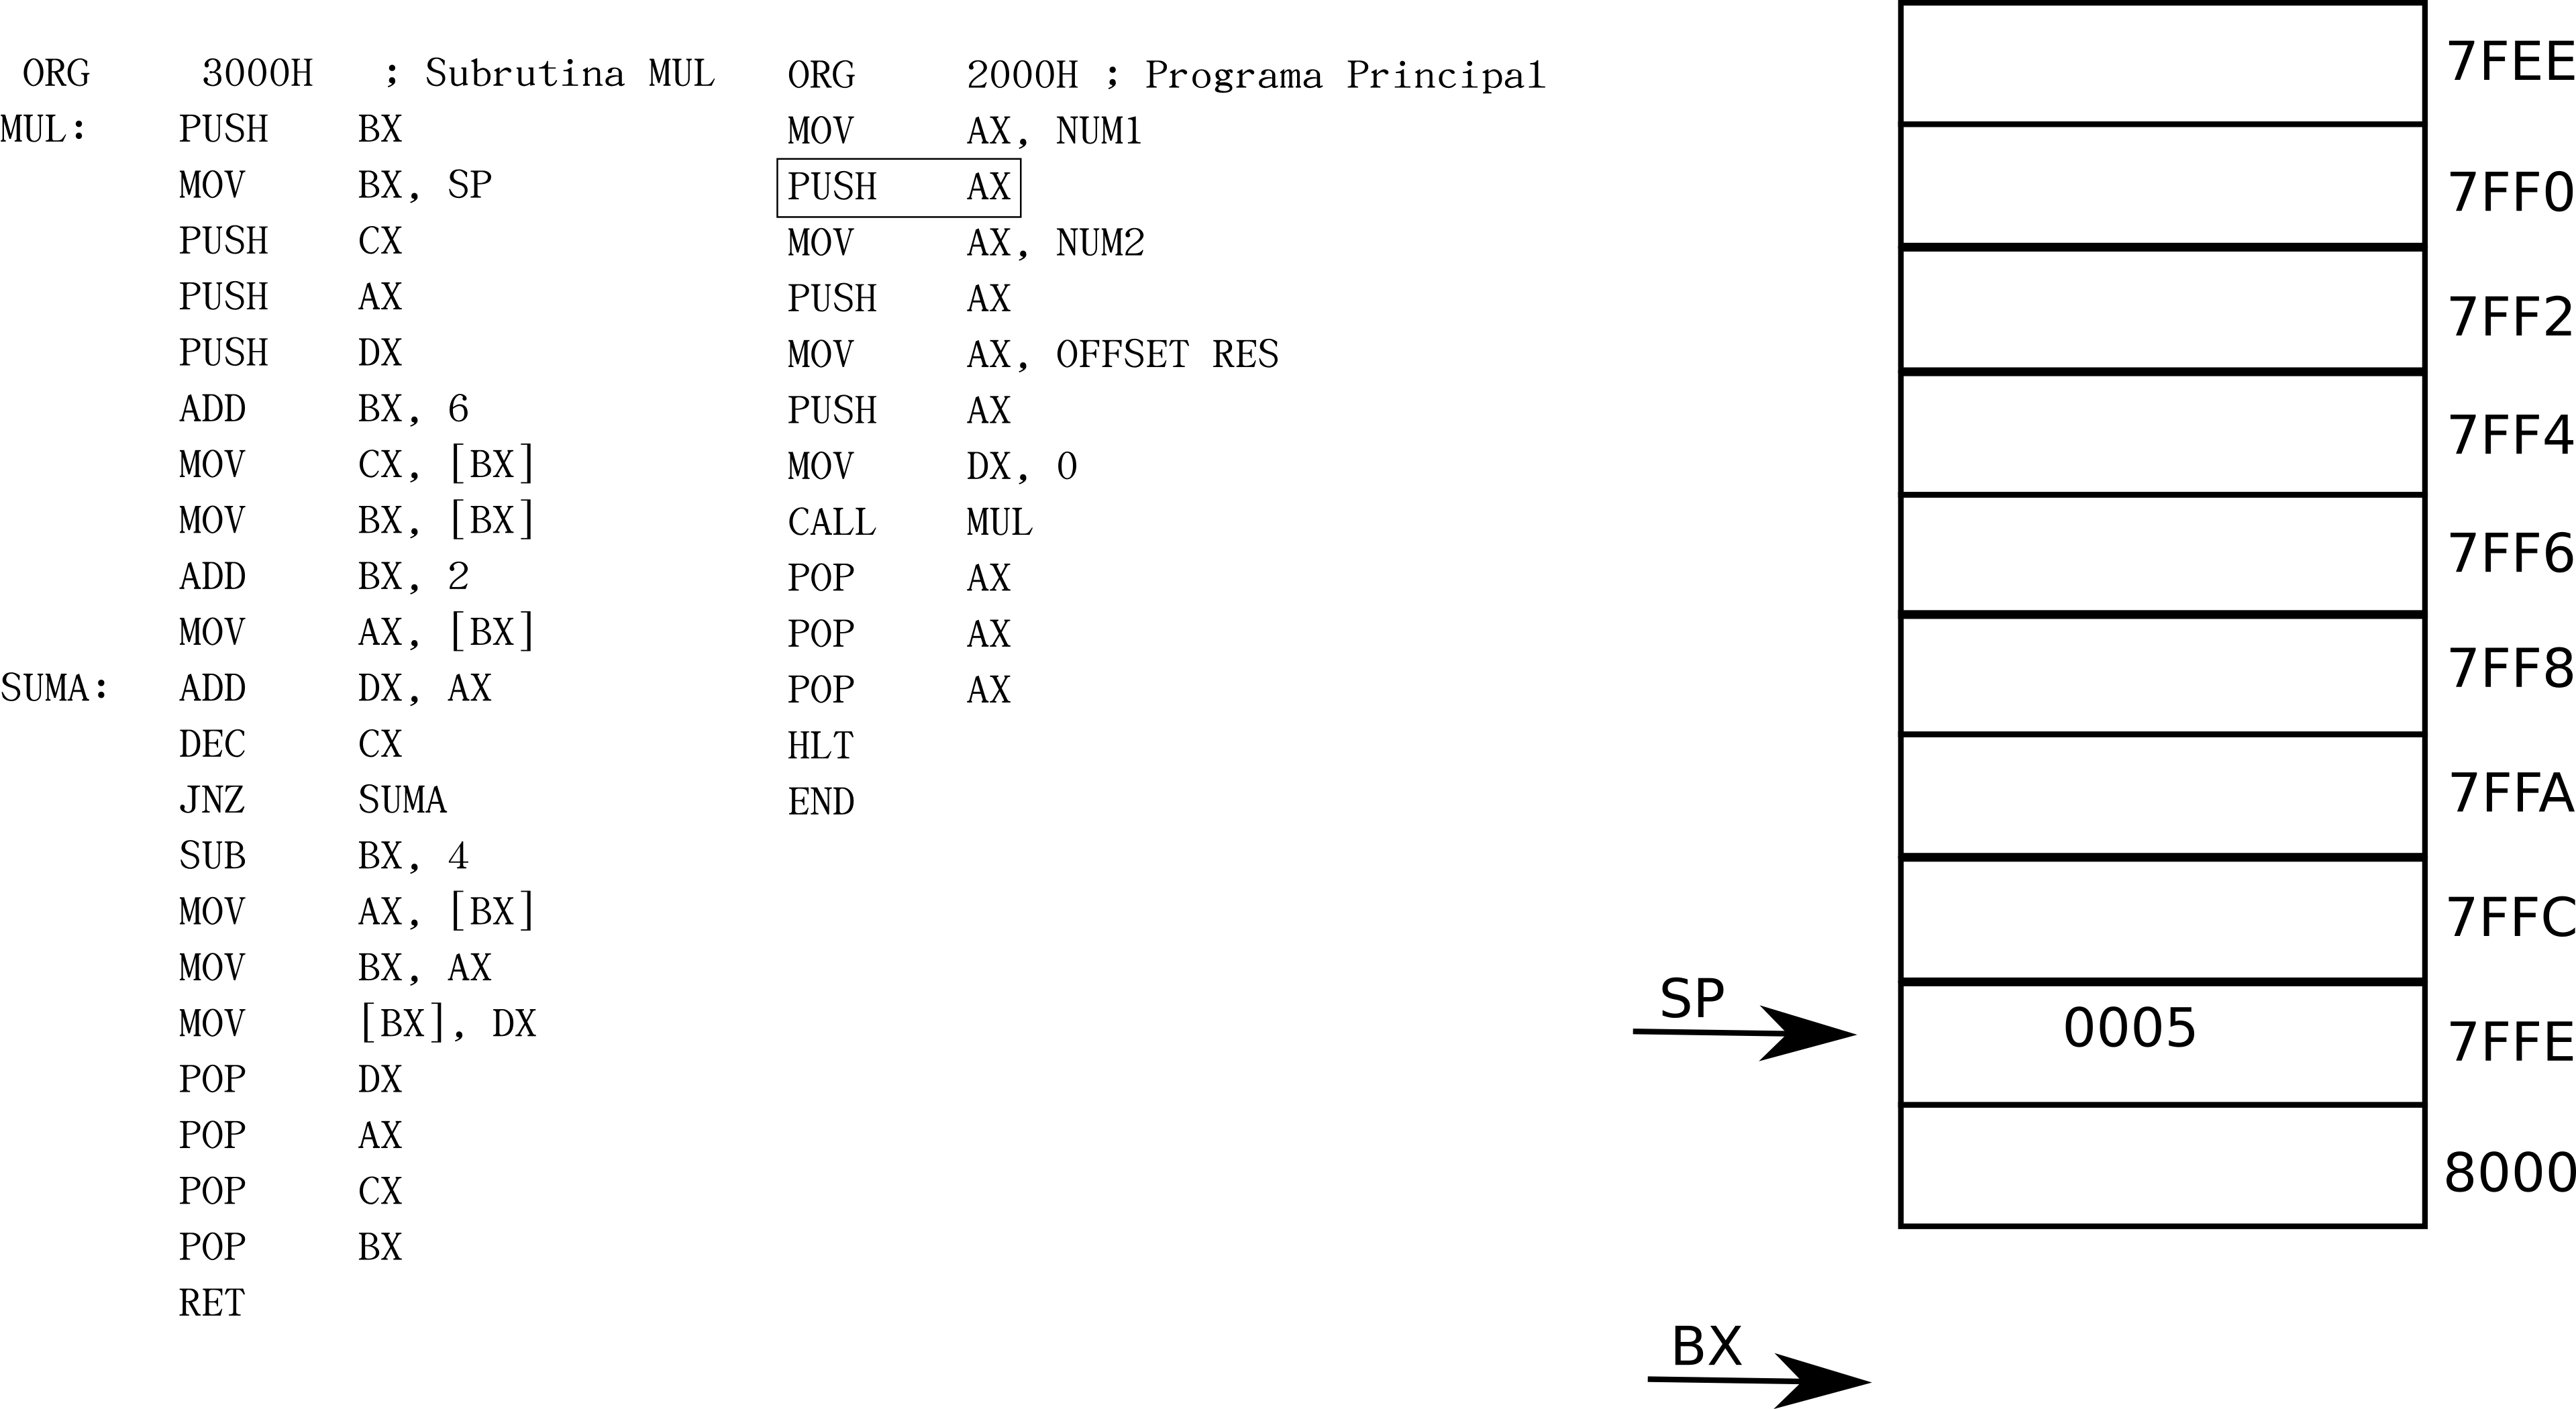 ORG 3000H ; Subrutina MUL
MUL: PUSH BX
MOV BX, SP
PUSH CX
PUSH AX
PUSH DX
ADD BX, 6
MOV CX, [BX]
MOV BX, [BX]
ADD BX, 2
MOV AX, [BX]
SUMA: ADD DX, AX
DEC CX
JNZ SUMA
SUB BX, 4
MOV AX, [BX]
MOV BX, AX
MOV [BX], DX
POP DX
POP AX
POP CX
POP BX
RET
ORG 2000H ; Programa Principal
MOV AX, NUM1
PUSH AX
MOV AX, NUM2
PUSH AX
MOV AX, OFFSET RES
PUSH AX
MOV DX, 0
CALL MUL
POP AX
POP AX
POP AX
HLT
END
7FEE
7FF0
7FF2
7FF4
7FF6
7FF8
7FFA
7FFC
SP 0005 7FFE
8000
BX